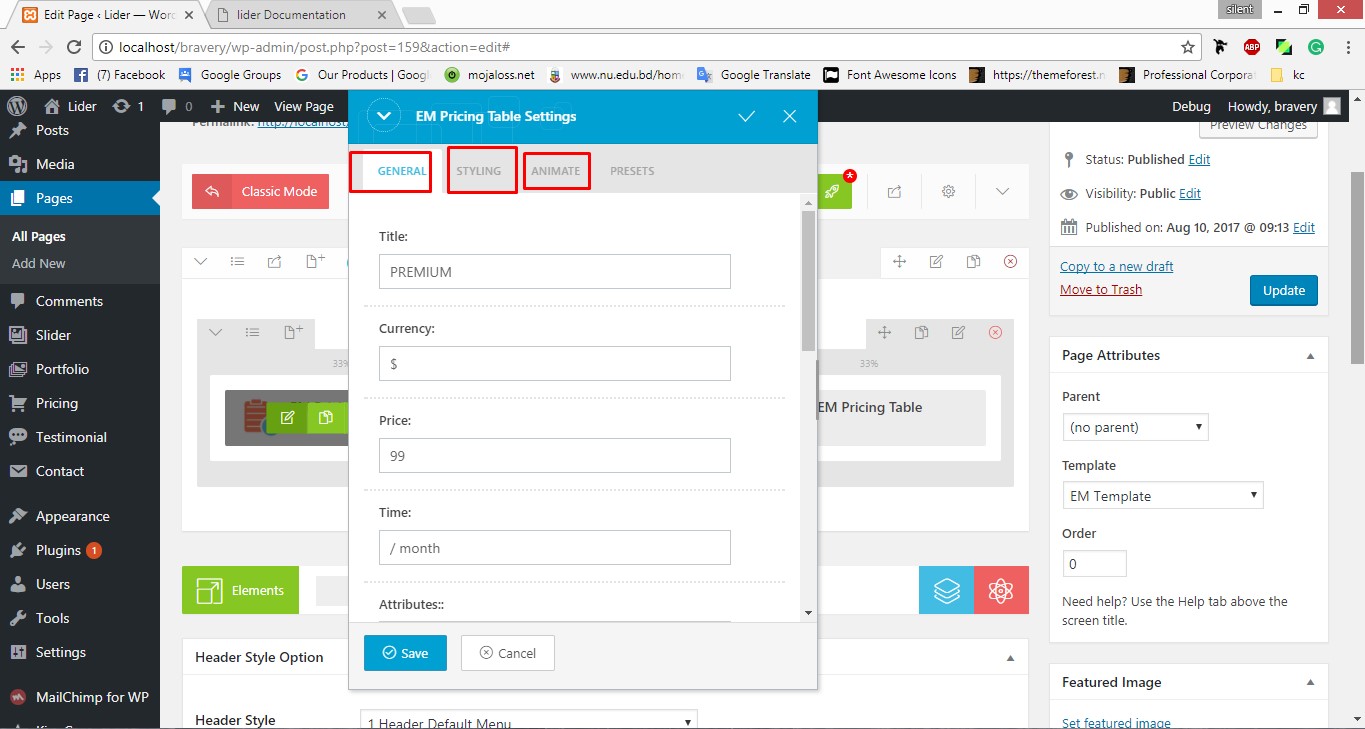 Edit Page ‹ Lider — Wor
lider Documentation
silent
localhost/bravery/wp-admin/post.php?post=159&action=edit#
ABP
Apps
(7) Facebook
Google Groups
Our Products | Googl
mojaloss.net
www.nu.edu.bd/hom
Google Translate
Font Awesome Icons
https://themeforest.n
Professional Corpora
kc
Lider
1
0
New
View Page
Debug
Howdy, bravery
Posts
Media
Pages
All Pages
Add New
Comments
Slider
Portfolio
Pricing
Testimonial
Contact
Appearance
Plugins 1
Users
Tools
Settings
MailChimp for WP
Permalink: http://localhost
Classic Mode
33%
Elements
Header Style Option
Header Style
1 Header Default Menu
EM Pricing Table Settings
GENERAL
STYLING
ANIMATE
PRESETS
Title:
PREMIUM
Currency:
$
Price:
99
Time:
/ month
Attributes::
Save
Cancel
33%
EM Pricing Table
Preview Changes
Status: Published Edit
Visibility: Public Edit
Published on: Aug 10, 2017 @ 09:13 Edit
Copy to a new draft
Move to Trash
Update
Page Attributes
Parent
(no parent)
Template
EM Template
Order
0
Need help? Use the Help tab above the
screen title.
Featured Image
Set featured image